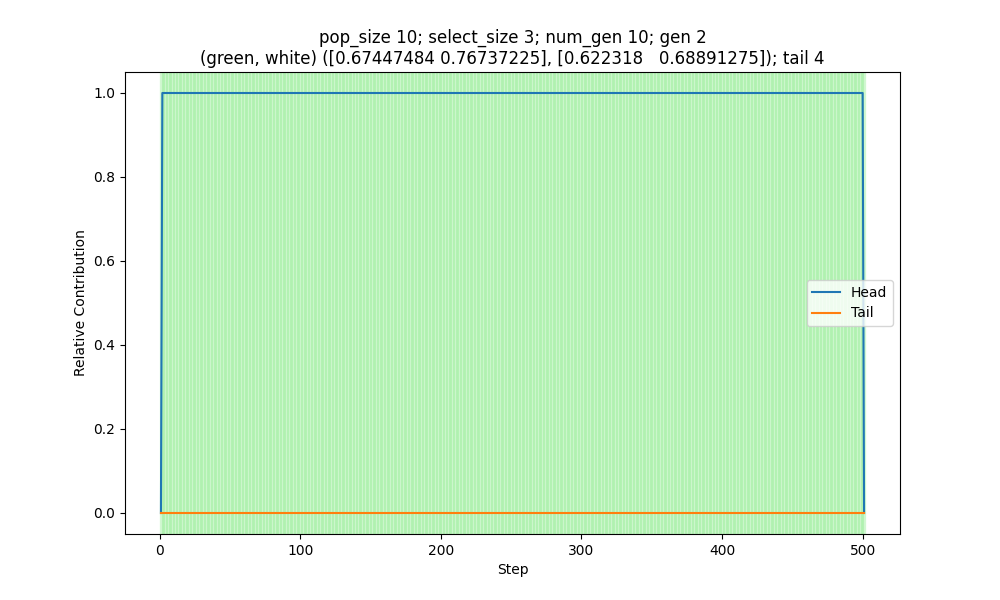 pop_size 10; select_size 3; num_gen 10; gen 2
(green, white) ([0.67447484 0.76737225], [0.622318   0.68891275]); tail 4
1.0
0.8
0.6
0.4
0.2
0.0
Relative Contribution
Head
Tail
0 100 200 300 400 500
Step